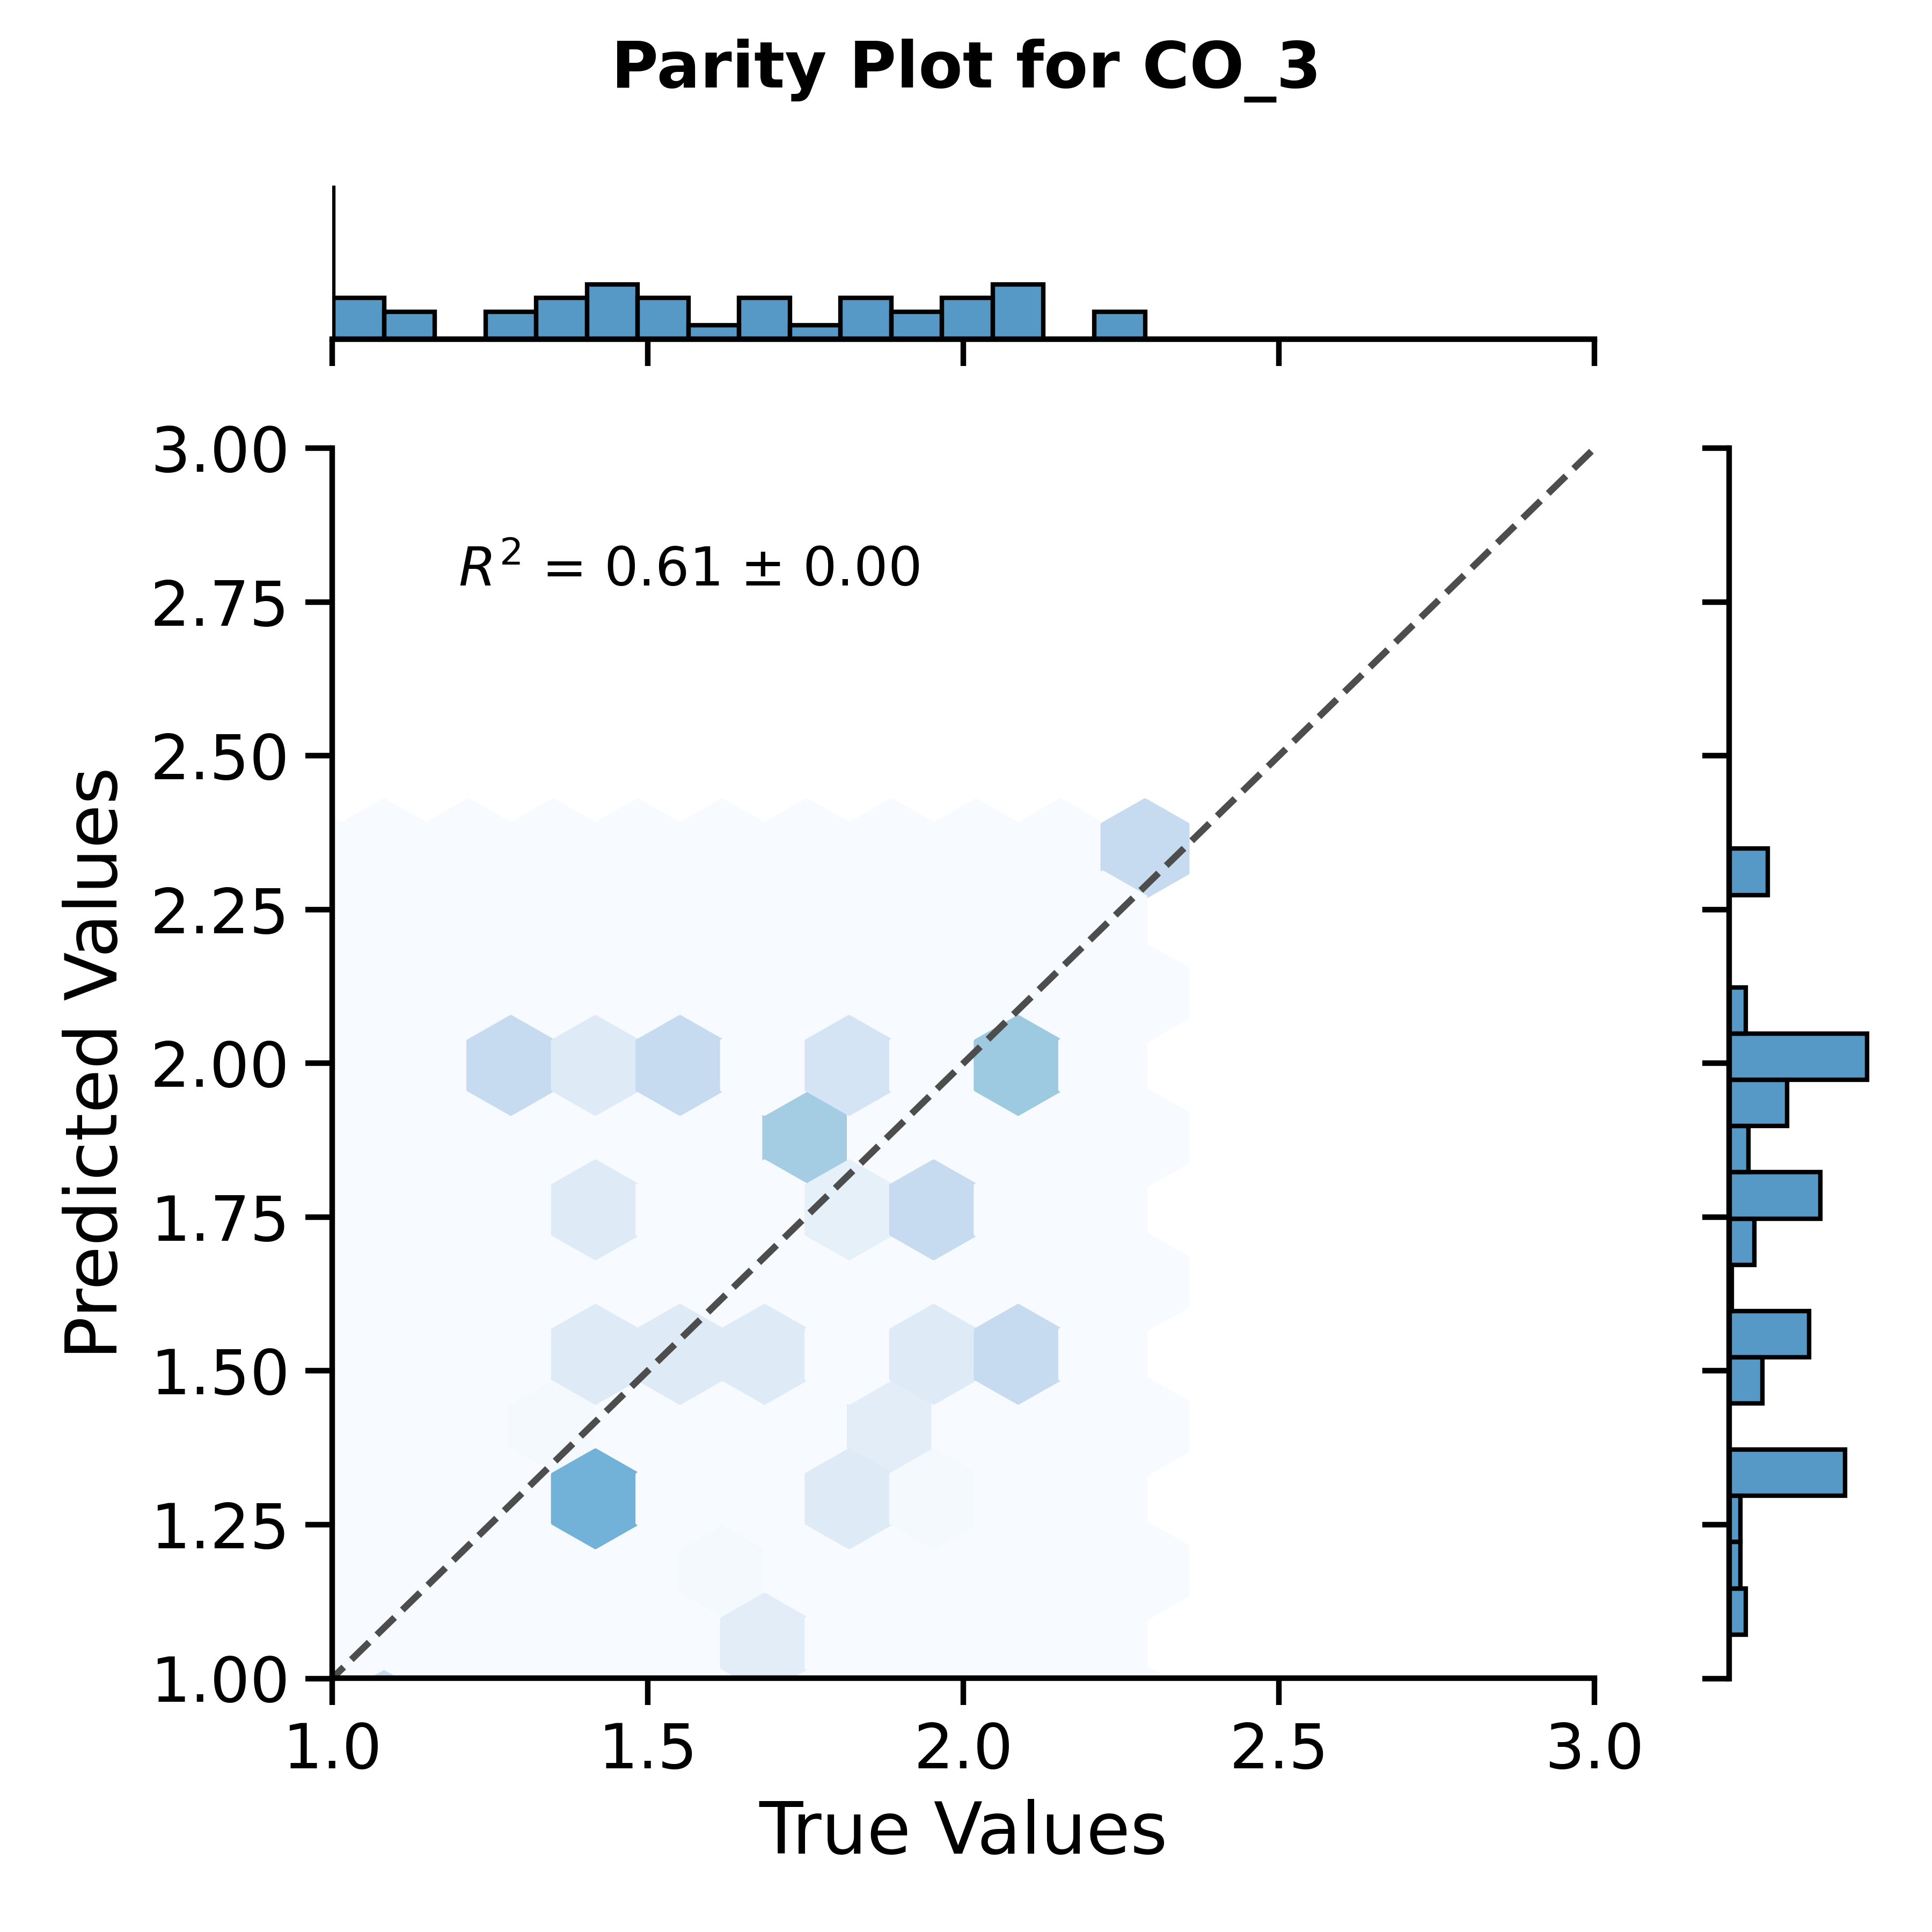 Parity Plot for CO_3
3.00
R² = 0.61 ± 0.00
2.75
2.50
2.25
2.00
1.75
1.50
1.25
1.00
Predicted Values
1.0 1.5 2.0 2.5 3.0
True Values